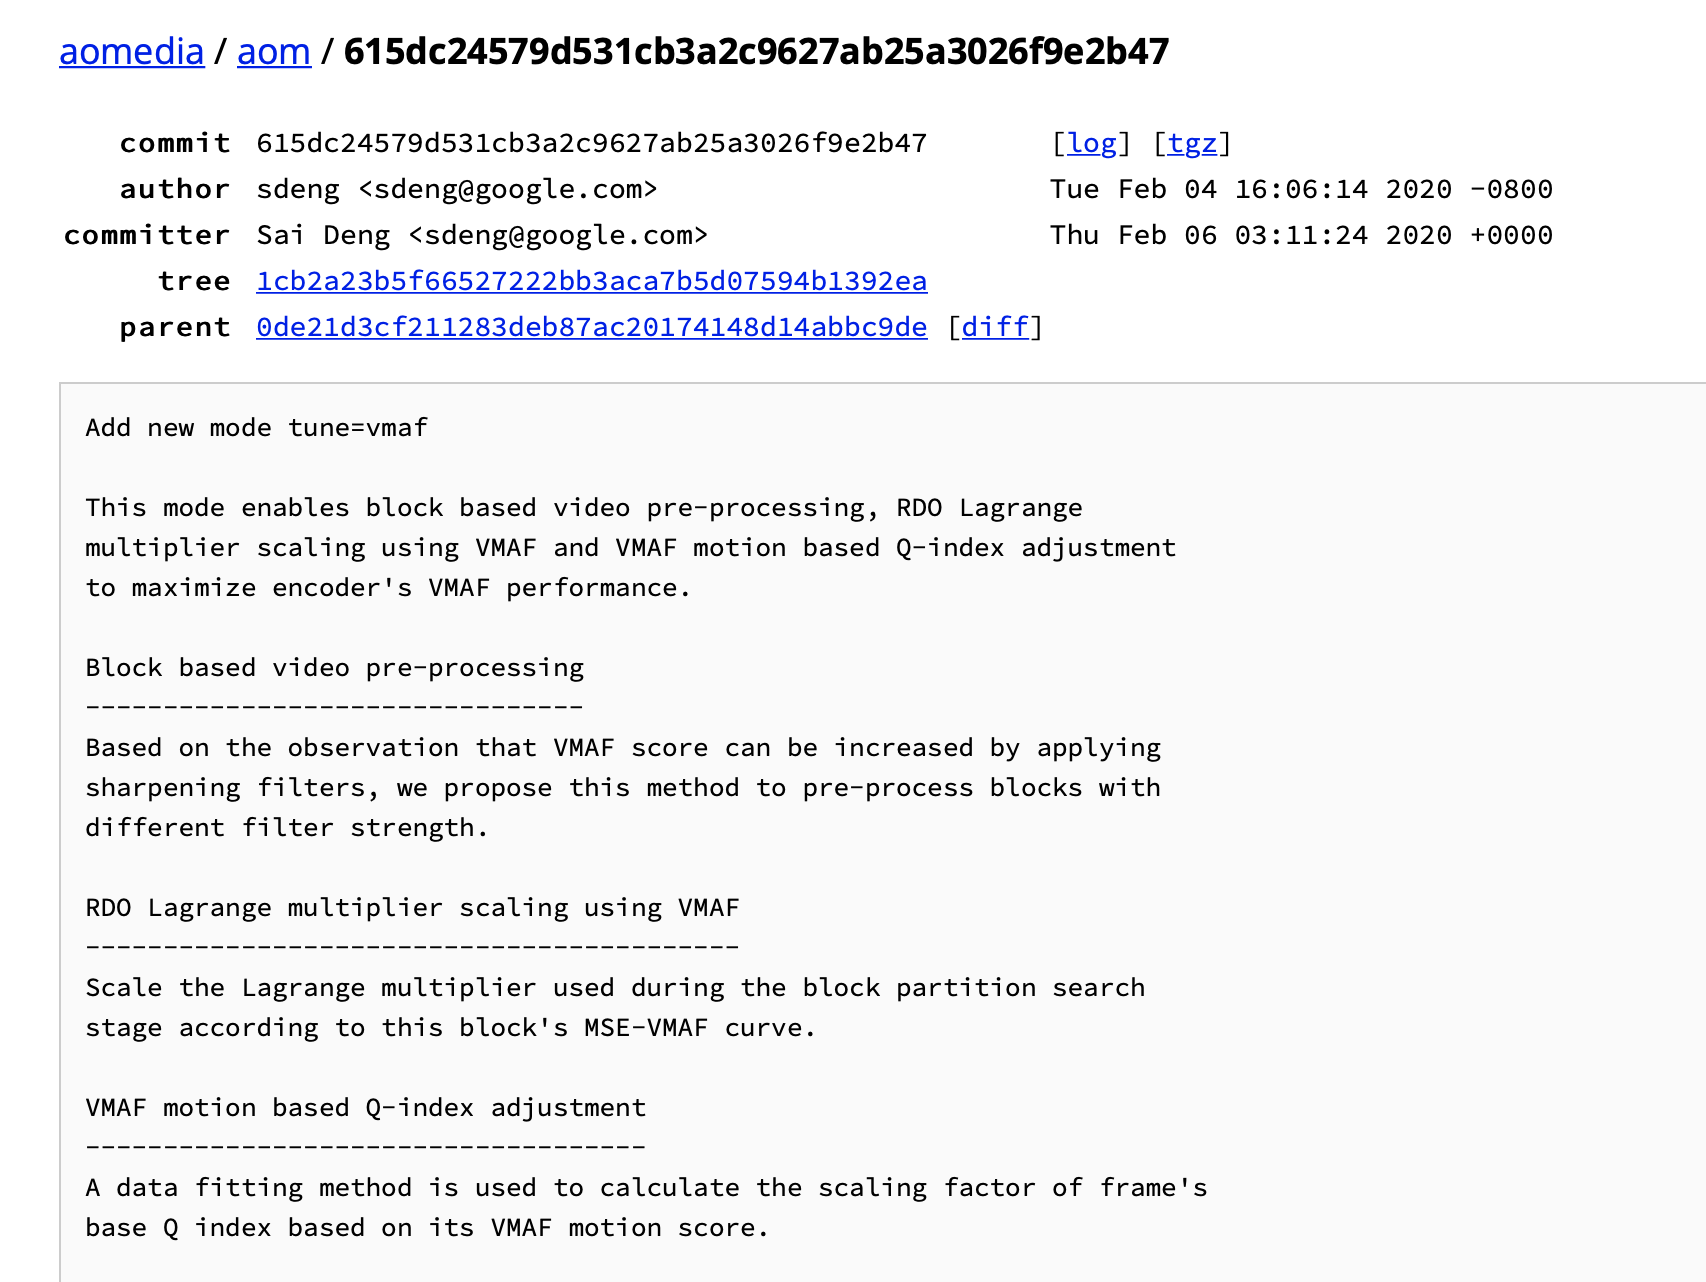 aomedia / aom / 615dc24579d531cb3a2c9627ab25a3026f9e2b47
commit 615dc24579d531cb3a2c9627ab25a3026f9e2b47 [log] [tgz]
author sdeng <sdeng@google.com> Tue Feb 04 16:06:14 2020 -0800
committer Sai Deng <sdeng@google.com> Thu Feb 06 03:11:24 2020 +0000
tree 1cb2a23b5f66527222bb3aca7b5d07594b1392ea
parent 0de21d3cf211283deb87ac20174148d14abbc9de [diff]
Add new mode tune=vmaf
This mode enables block based video pre-processing, RDO Lagrange
multiplier scaling using VMAF and VMAF motion based Q-index adjustment
to maximize encoder's VMAF performance.
Block based video pre-processing
--------------------------------
Based on the observation that VMAF score can be increased by applying
sharpening filters, we propose this method to pre-process blocks with
different filter strength.
RDO Lagrange multiplier scaling using VMAF
------------------------------------------
Scale the Lagrange multiplier used during the block partition search
stage according to this block's MSE-VMAF curve.
VMAF motion based Q-index adjustment
------------------------------------
A data fitting method is used to calculate the scaling factor of frame's
base Q index based on its VMAF motion score.